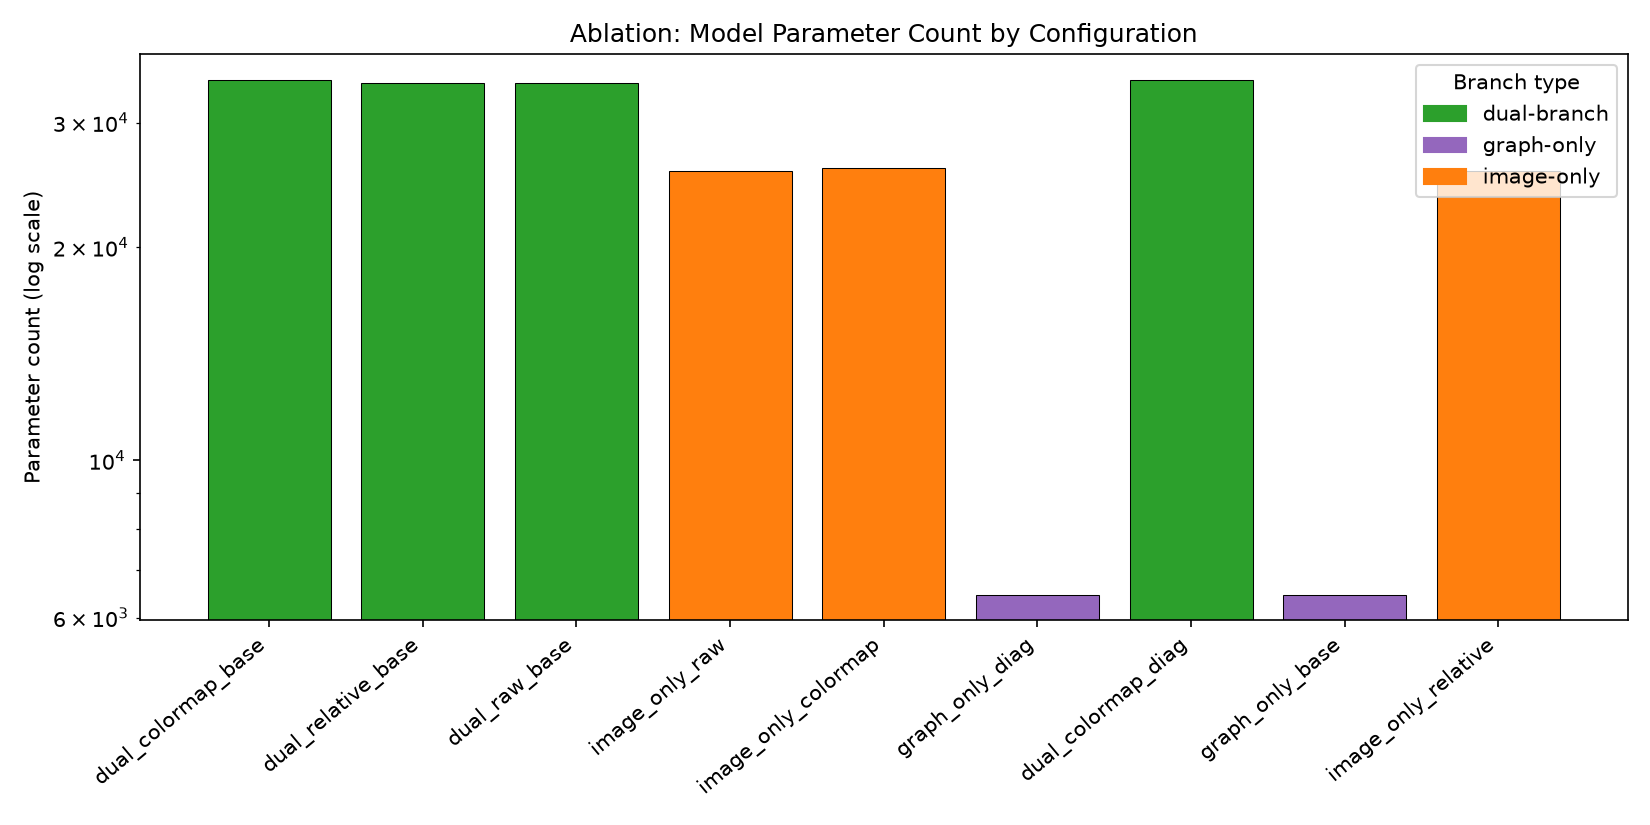 Ablation: Model Parameter Count by Configuration
Parameter count (log scale)
3 × 10⁴
2 × 10⁴
10⁴
6 × 10³
Branch type
dual-branch
graph-only
image-only
dual_colormap_base
dual_relative_base
dual_raw_base
image_only_raw
image_only_colormap
graph_only_diag
dual_colormap_diag
graph_only_base
image_only_relative